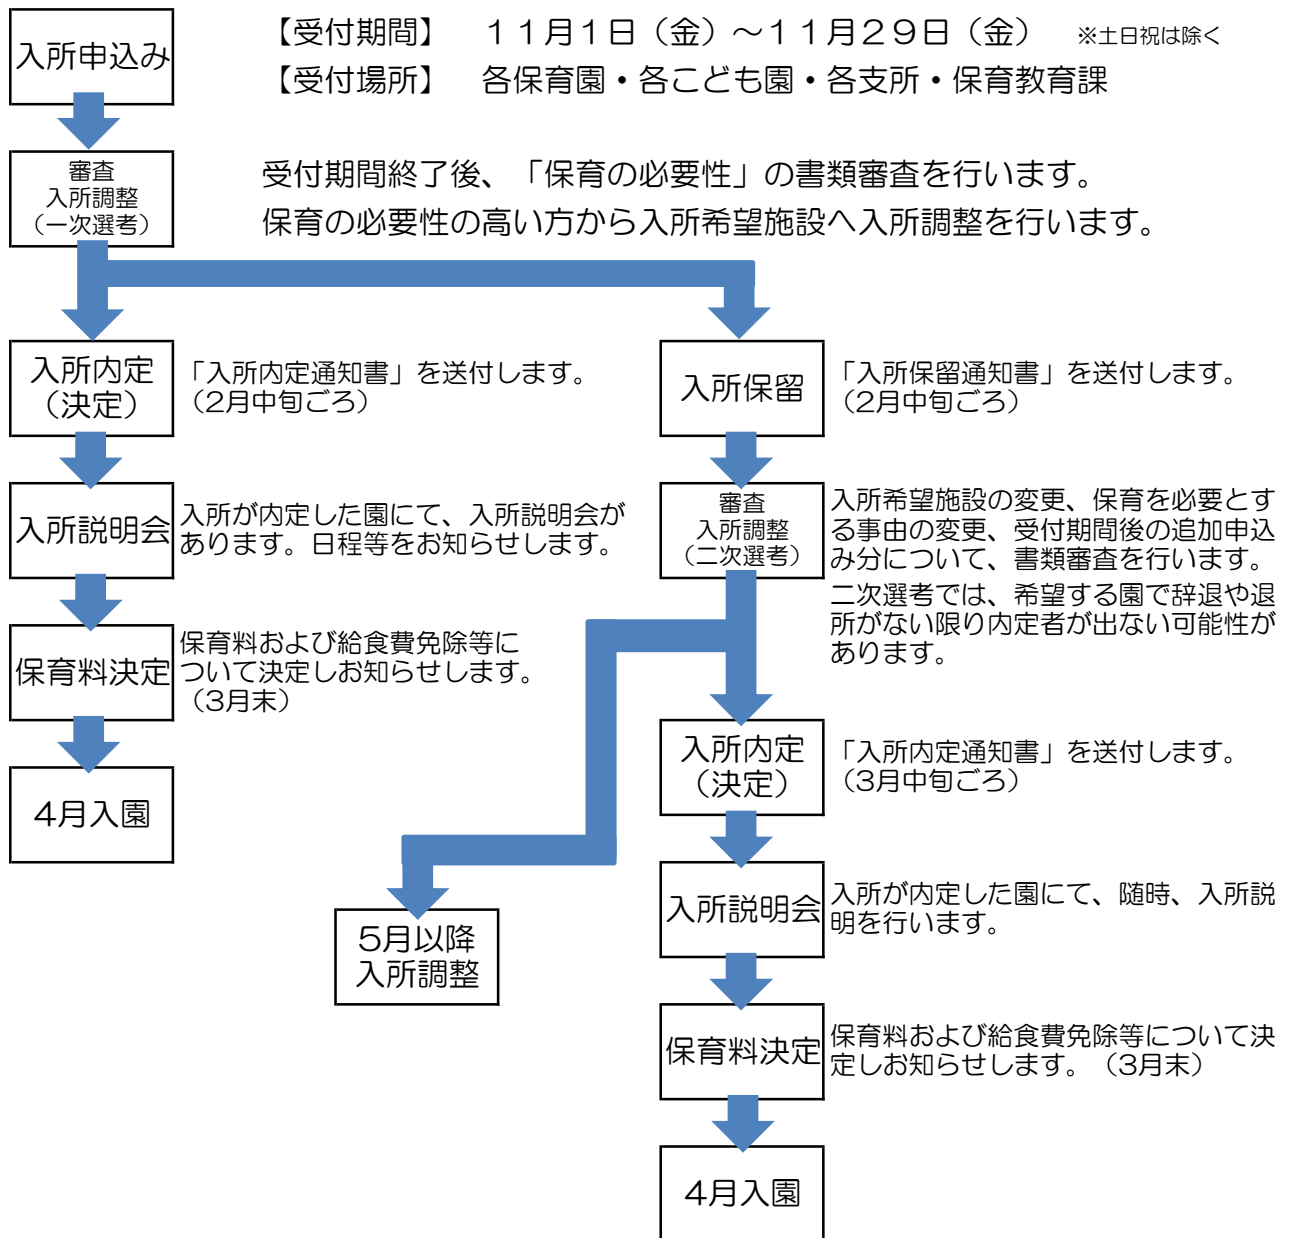 入所申込み
【受付期間】　１１月１日（金）～１１月２９日（金）　※土日祝は除く
【受付場所】　各保育園・各こども園・各支所・保育教育課
審査
入所調整
（一次選考）
受付期間終了後、「保育の必要性」の書類審査を行います。
保育の必要性の高い方から入所希望施設へ入所調整を行います。
入所内定
（決定）
「入所内定通知書」を送付します。
（2月中旬ごろ）
入所保留
「入所保留通知書」を送付します。
（2月中旬ごろ）
入所説明会
入所が内定した園にて、入所説明会が
あります。日程等をお知らせします。
審査
入所調整
（二次選考）
入所希望施設の変更、保育を必要とす
る事由の変更、受付期間後の追加申込
み分について、書類審査を行います。
二次選考では、希望する園で辞退や退
所がない限り内定者が出ない可能性が
あります。
保育料決定
保育料および給食費免除等に
ついて決定しお知らせします。
（3月末）
4月入園
入所内定
（決定）
「入所内定通知書」を送付します。
（3月中旬ごろ）
5月以降
入所調整
入所説明会
入所が内定した園にて、随時、入所説
明を行います。
保育料決定
保育料および給食費免除等について決
定しお知らせします。（3月末）
4月入園